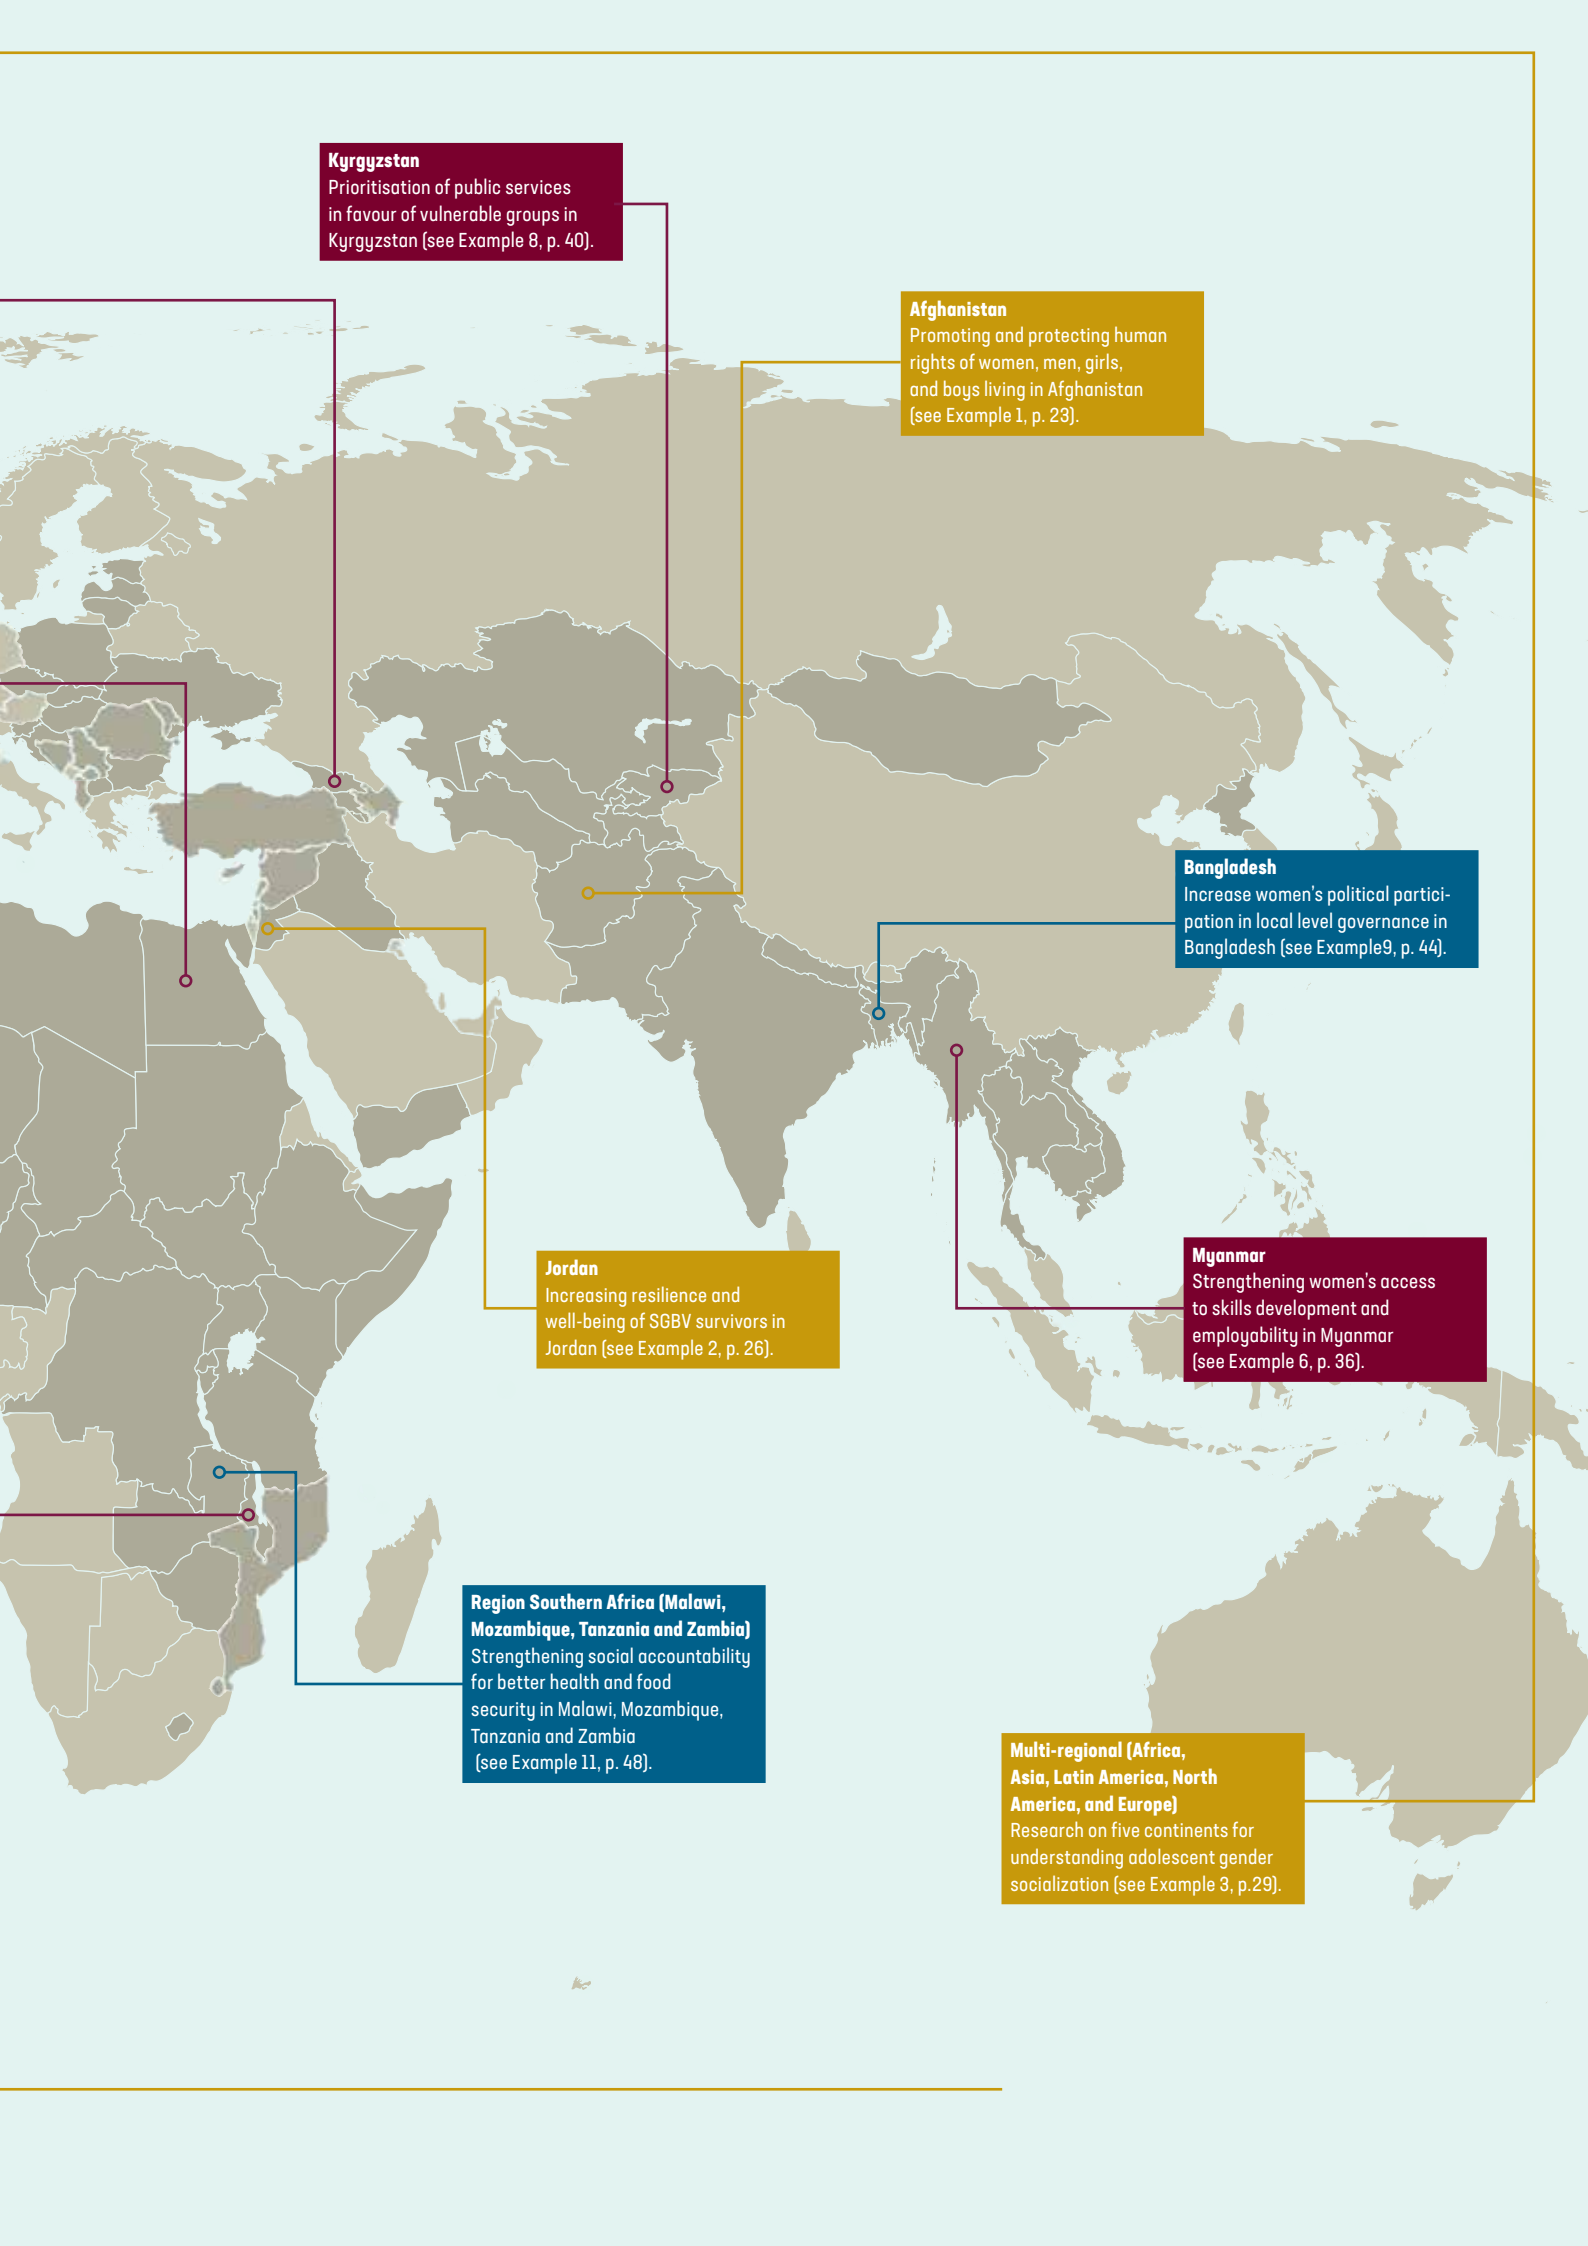 Kyrgyzstan
Prioritisation of public services
in favour of vulnerable groups in
Kyrgyzstan (see Example 8, p. 40).
Afghanistan
Promoting and protecting human
rights of women, men, girls,
and boys living in Afghanistan
(see Example 1, p. 23).
Bangladesh
Increase women's political partici-
pation in local level governance in
Bangladesh (see Example9, p. 44).
Jordan
Increasing resilience and
well-being of SGBV survivors in
Jordan (see Example 2, p. 26).
Myanmar
Strengthening women's access
to skills development and
employability in Myanmar
(see Example 6, p. 36).
Region Southern Africa (Malawi,
Mozambique, Tanzania and Zambia)
Strengthening social accountability
for better health and food
security in Malawi, Mozambique,
Tanzania and Zambia
(see Example 11, p. 48).
Multi-regional (Africa,
Asia, Latin America, North
America, and Europe)
Research on five continents for
understanding adolescent gender
socialization (see Example 3, p.29).